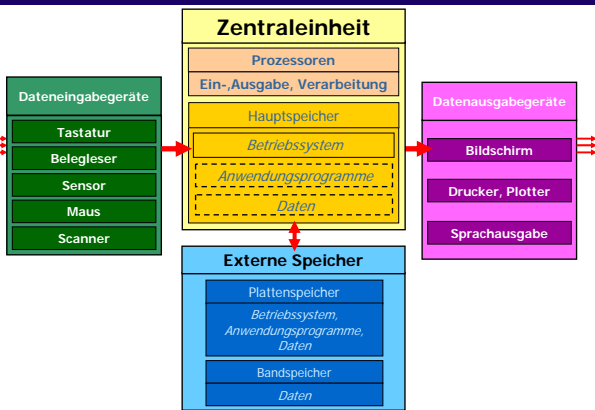 Zentraleinheit
Prozessoren
Ein-,Ausgabe, Verarbeitung
Hauptspeicher
Betriebssystem
Anwendungsprogramme
Daten
Dateneingabegeräte
Tastatur
Belegleser
Sensor
Maus
Scanner
Datenausgabegeräte
Bildschirm
Drucker, Plotter
Sprachausgabe
Externe Speicher
Plattenspeicher
Betriebssystem,
Anwendungsprogramme,
Daten
Bandspeicher
Daten